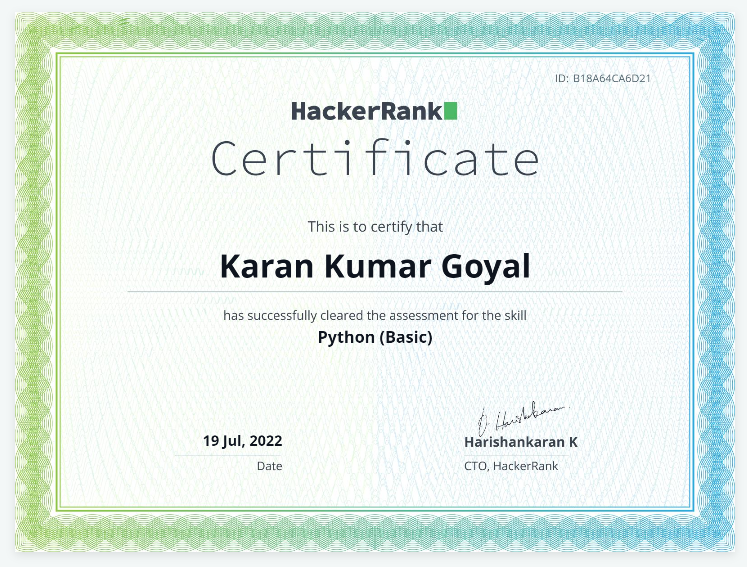 ID: B18A64CA6D21
HackerRank
Certificate
This is to certify that
Karan Kumar Goyal
has successfully cleared the assessment for the skill
Python (Basic)
19 Jul, 2022
Date
Harishankaran K
CTO, HackerRank